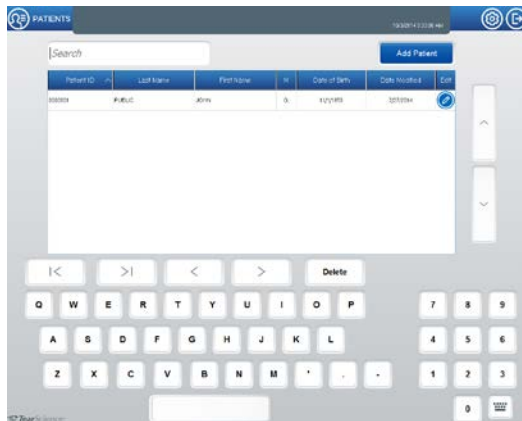 PATIENTS
Search
Add Patient
Patient ID Last Name First Name M Date of Birth Date Modified Edit
PUBLIC John
|< >| < > Delete
Q W E R T Y U I O P 7 8 9
A S D F G H J K L 4 5 6
Z X C V B N M ' . - 1 2 3
0
TearScience